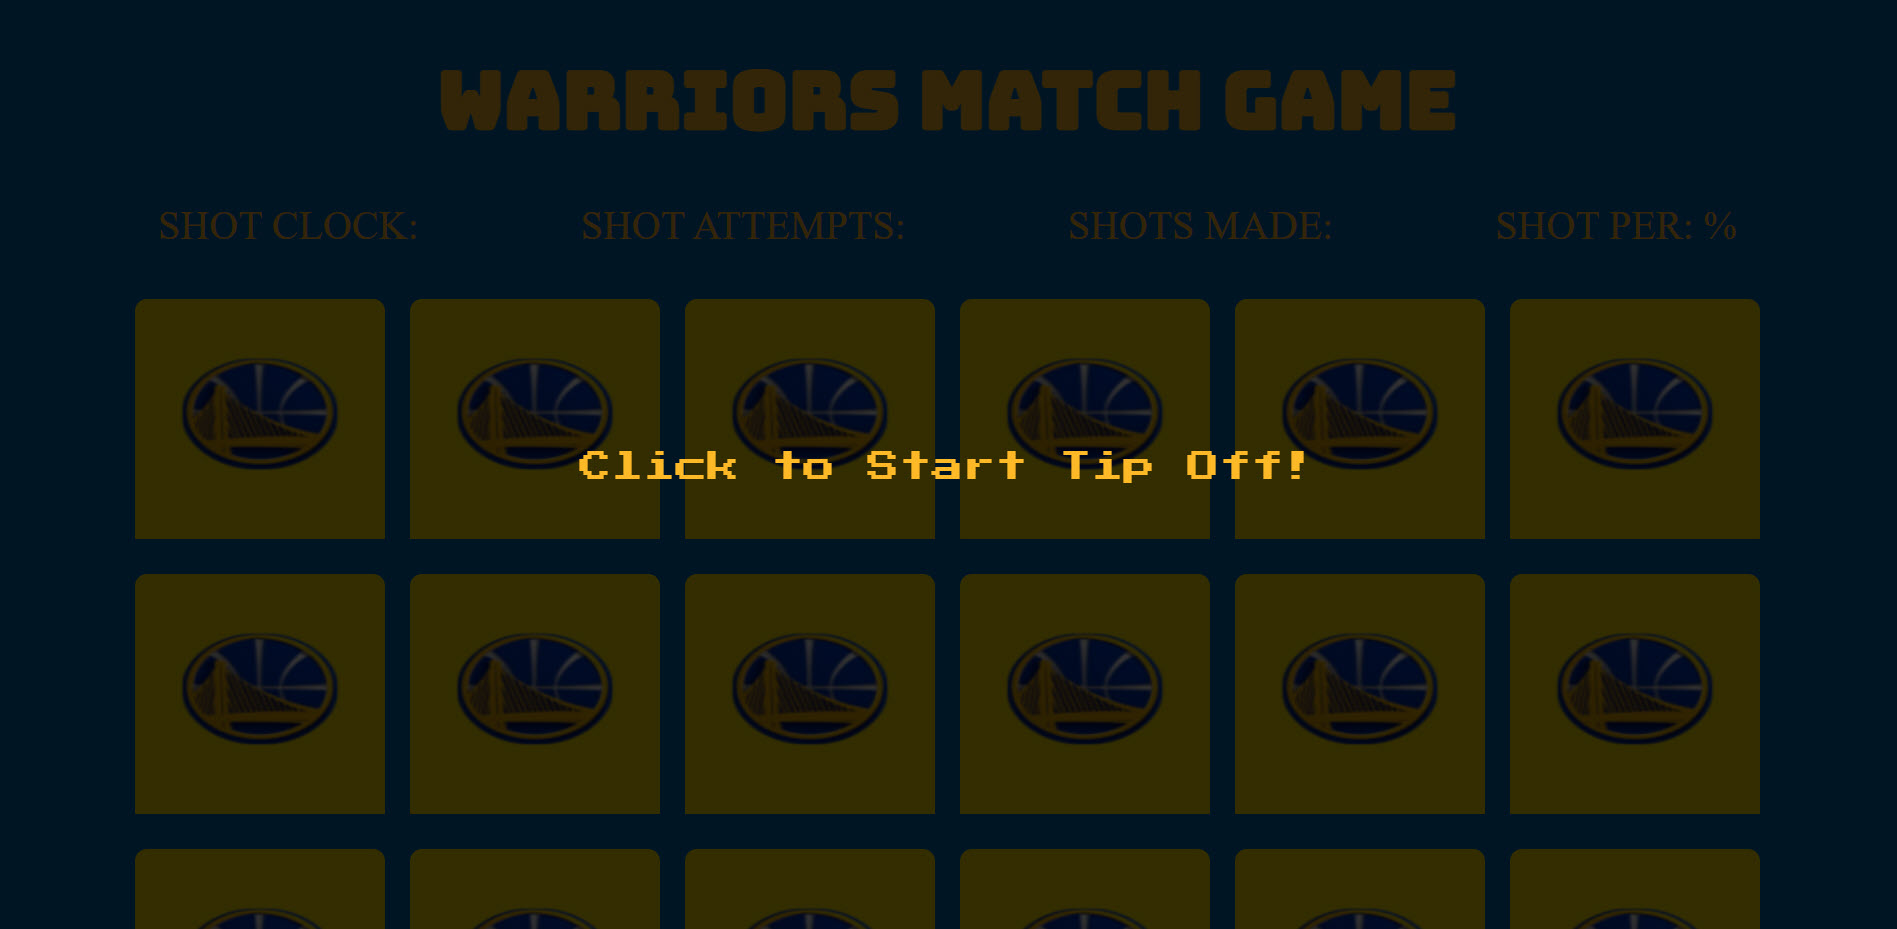 WARRIORS MATCH GAME
SHOT CLOCK: SHOT ATTEMPTS: SHOTS MADE: SHOT PER: %
Click to Start Tip Off!